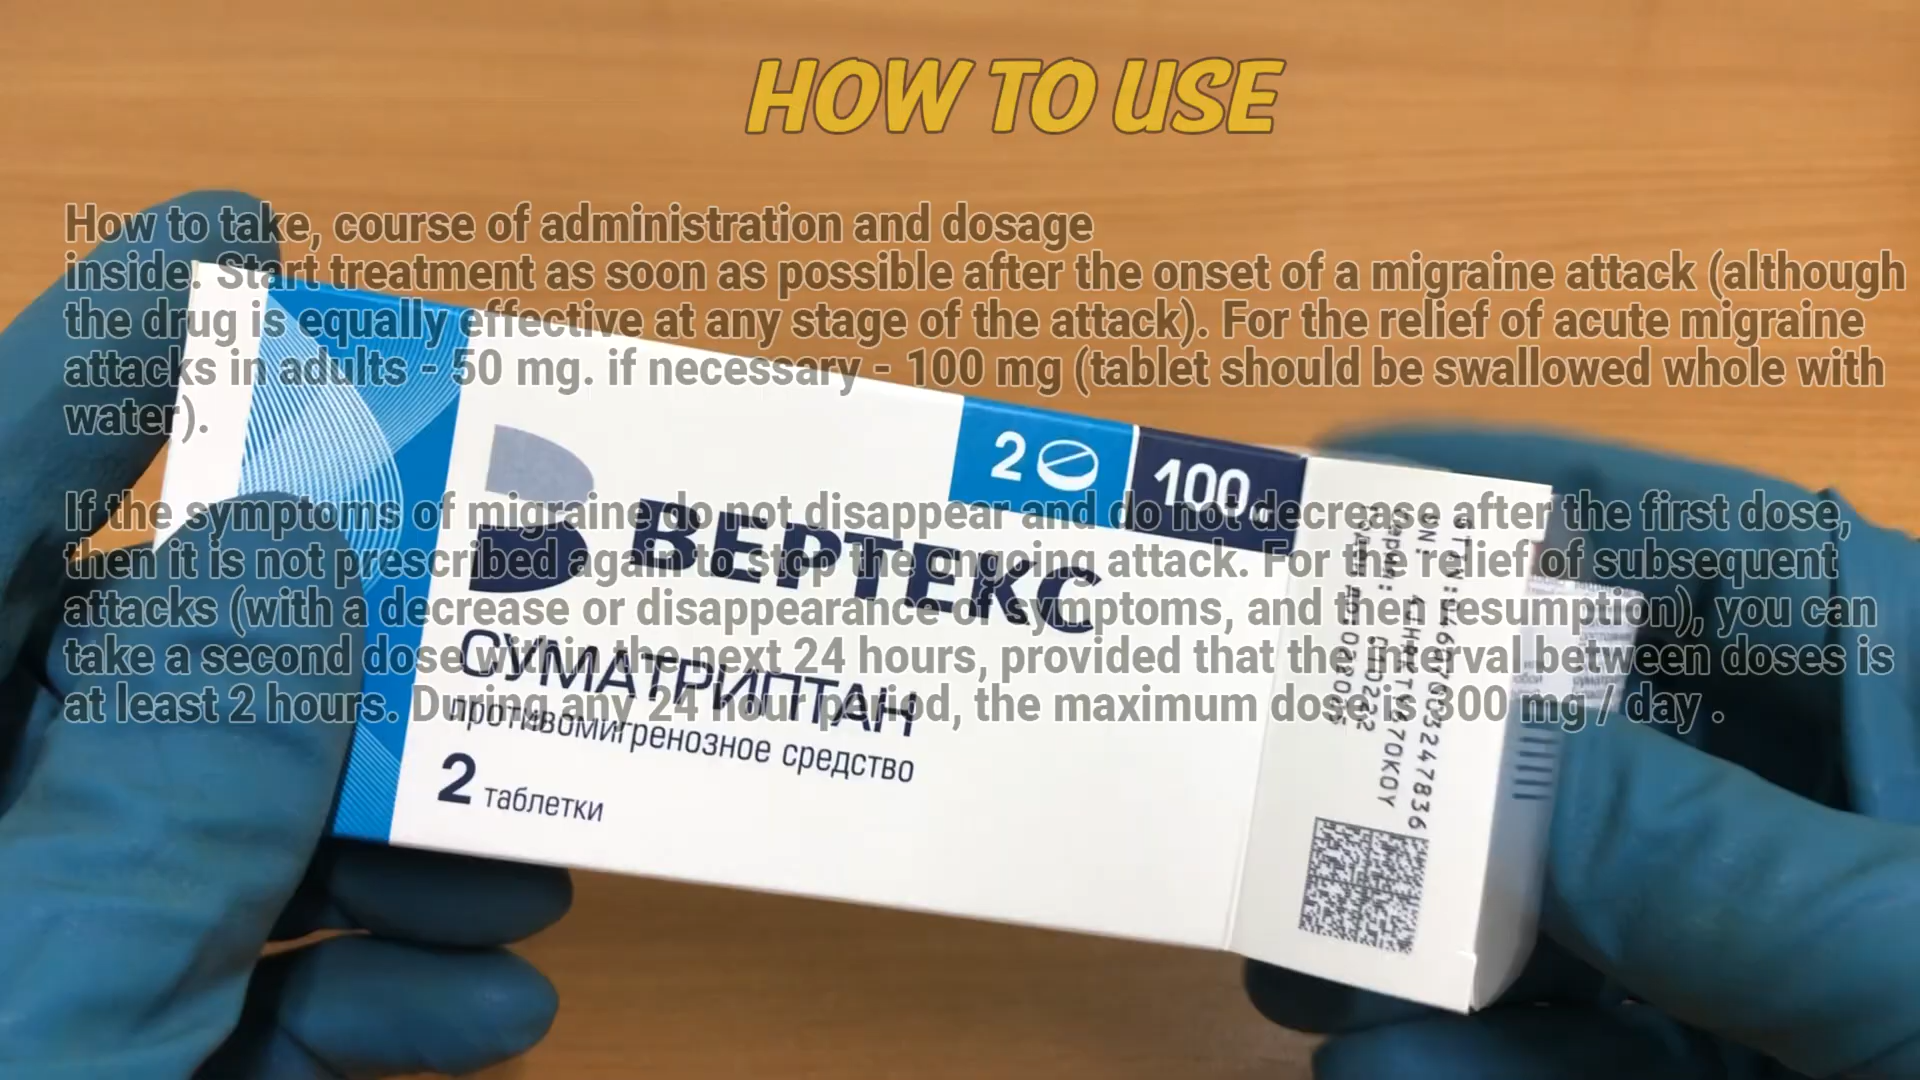 HOW TO USE
How to take, course of administration and dosage
inside. Start treatment as soon as possible after the onset of a migraine attack (although
the drug is equally effective at any stage of the attack). For the relief of acute migraine
attacks in adults - 50 mg. if necessary - 100 mg (tablet should be swallowed whole with
water).
If the symptoms of migraine do not disappear and do not decrease after the first dose,
then it is not prescribed again to stop the ongoing attack. For the relief of subsequent
attacks (with a decrease or disappearance of symptoms, and then resumption), you can
take a second dose within the next 24 hours, provided that the interval between doses is
at least 2 hours. During any 24 hour period, the maximum dose is 300 mg / day .
2
100 мг
ВЕРТЕКС
СУМАТРИПТАН
противомигренозное средство
2 таблетки